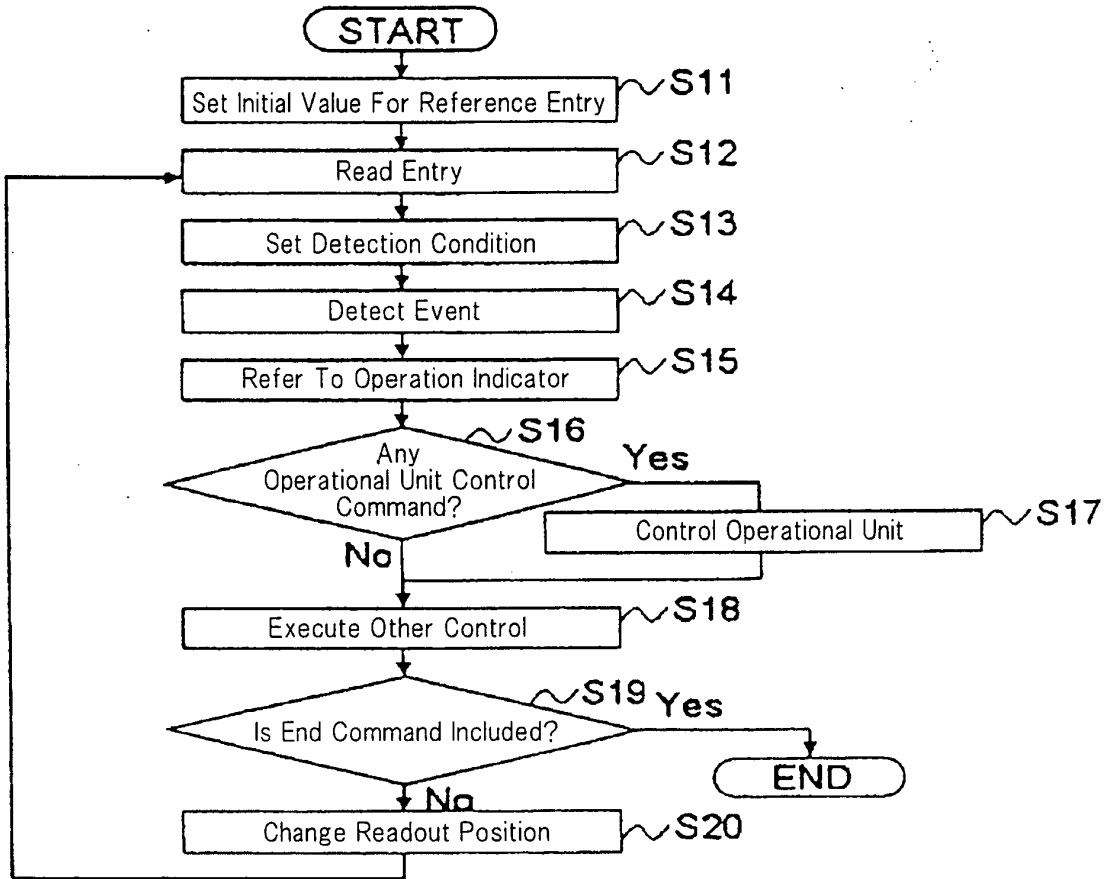 START
S11
Set Initial Value For Reference Entry
S12
Read Entry
S13
Set Detection Condition
S14
Detect Event
S15
Refer To Operation Indicator
S16
Any
Operational Unit Control
Command?
Yes
S17
Control Operational Unit
No
S18
Execute Other Control
S19
Yes
Is End Command Included?
END
No
S20
Change Readout Position